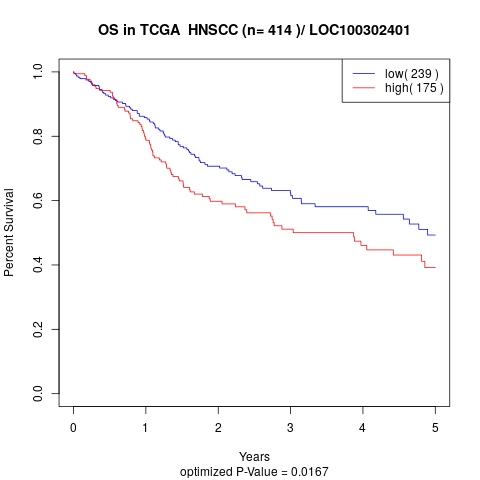 OS in TCGA  HNSCC (n= 414 )/ LOC100302401
low( 239 )
high( 175 )
Percent Survival
1.0
0.8
0.6
0.4
0.2
0.0
0 1 2 3 4 5
Years
optimized P-Value = 0.0167